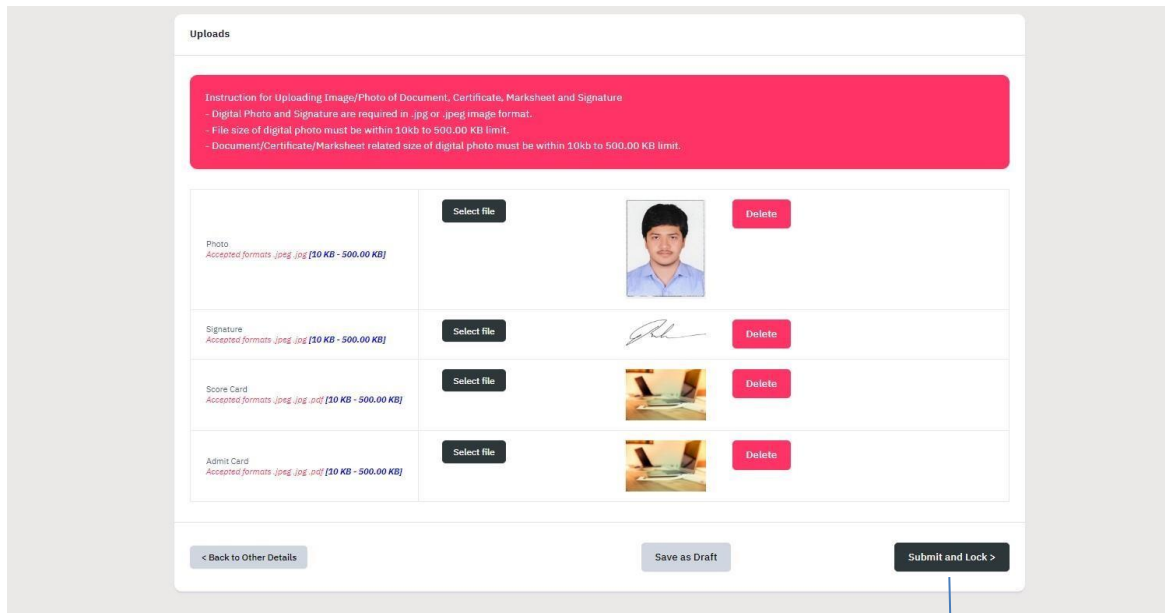 Uploads
Instruction for Uploading Image/Photo of Document, Certificate, Marksheet and Signature
- Digital Photo and Signature are required in .jpg or .jpeg image format.
- File size of digital photo must be within 10kb to 500.00 KB limit.
- Document/Certificate/Marksheet related size of digital photo must be within 10kb to 500.00 KB limit.
Select file
Delete
Photo
Accepted formats .jpeg .jpg [10 KB - 500.00 KB]
Signature
Accepted formats .jpeg .jpg [10 KB - 500.00 KB]
Select file
Delete
Score Card
Accepted formats .jpeg .jpg .pdf [10 KB - 500.00 KB]
Select file
Delete
Admit Card
Accepted formats .jpeg .jpg .pdf [10 KB - 500.00 KB]
Select file
Delete
< Back to Other Details
Save as Draft
Submit and Lock >